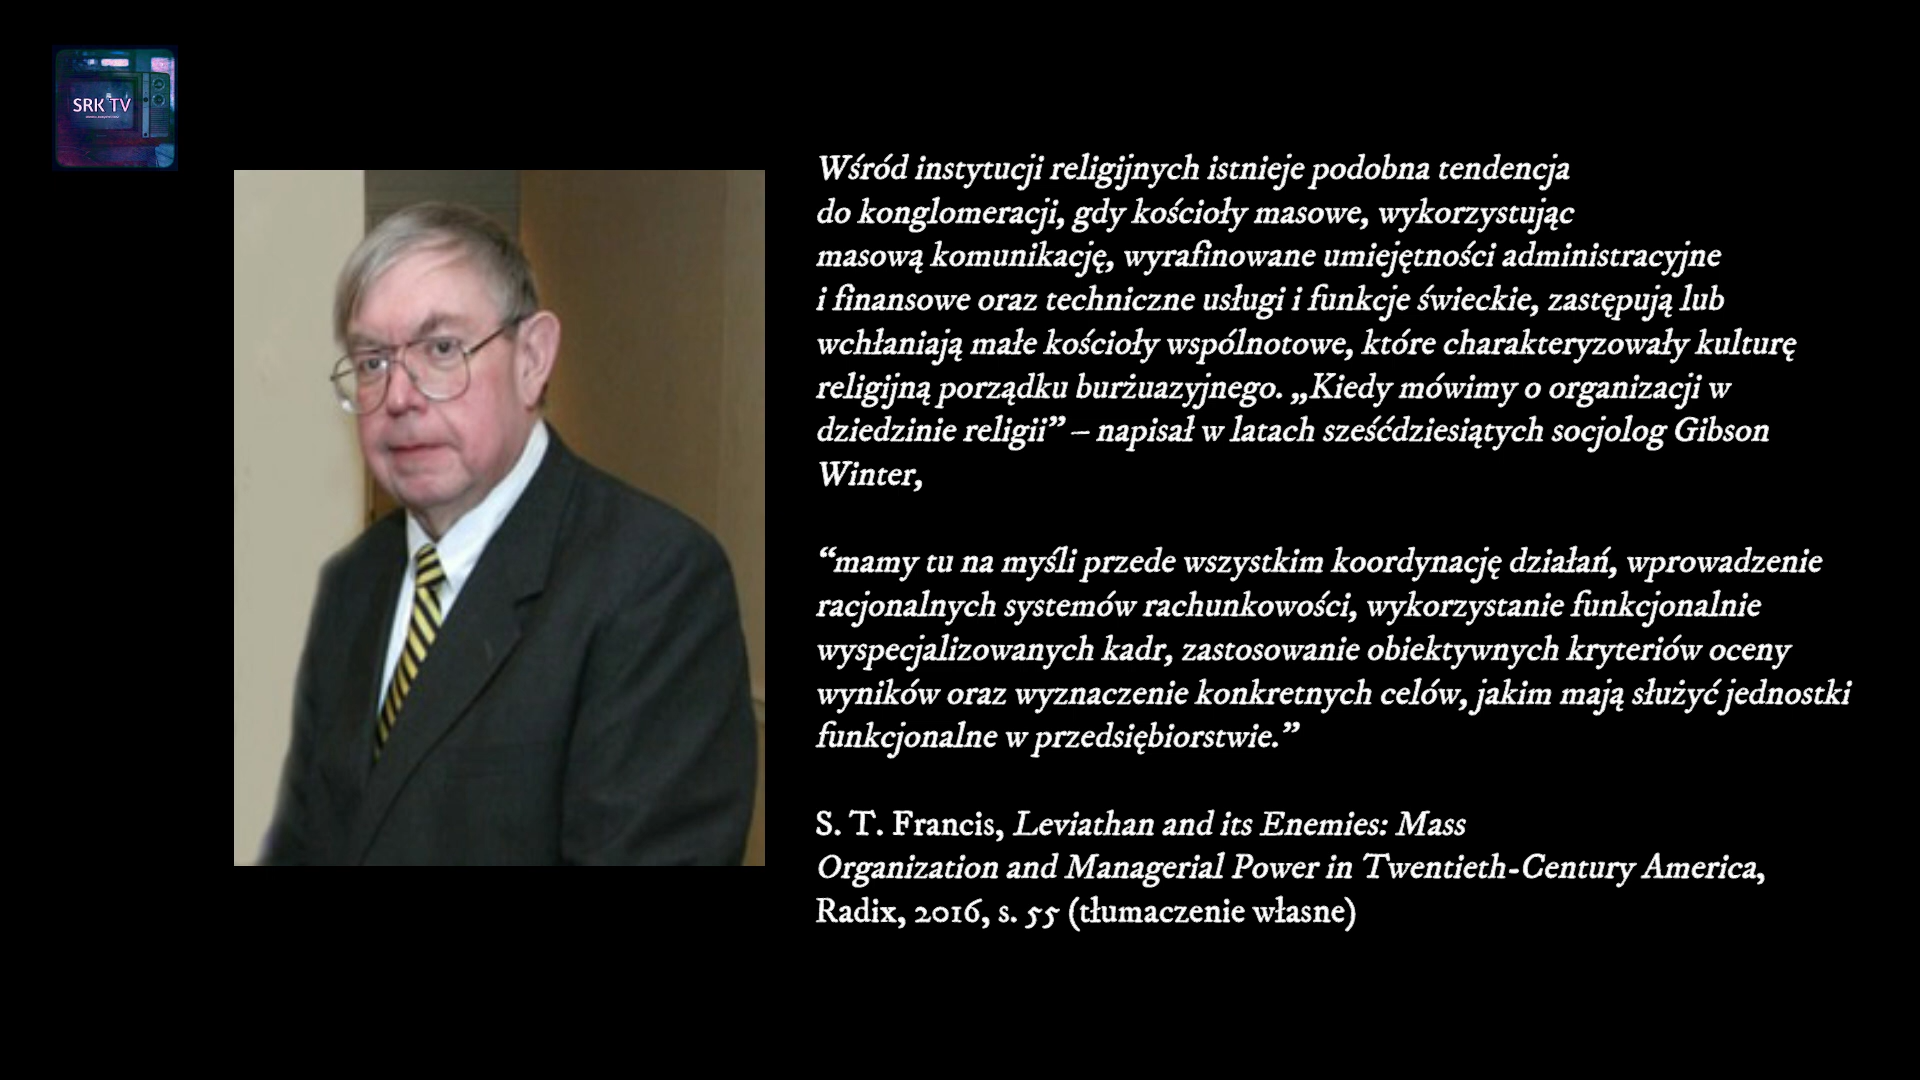 SRK TV
Wśród instytucji religijnych istnieje podobna tendencja
do konglomeracji, gdy kościoły masowe, wykorzystując
masową komunikację, wyrafinowane umiejętności administracyjne
i finansowe oraz techniczne usługi i funkcje świeckie, zastępują lub
wchłaniają małe kościoły wspólnotowe, które charakteryzowały kulturę
religijną porządku burżuazyjnego. „Kiedy mówimy o organizacji w
dziedzinie religii” – napisał w latach sześćdziesiątych socjolog Gibson
Winter,
“mamy tu na myśli przede wszystkim koordynację działań, wprowadzenie
racjonalnych systemów rachunkowości, wykorzystanie funkcjonalnie
wyspecjalizowanych kadr, zastosowanie obiektywnych kryteriów oceny
wyników oraz wyznaczenie konkretnych celów, jakim mają służyć jednostki
funkcjonalne w przedsiębiorstwie.”
S. T. Francis, Leviathan and its Enemies: Mass
Organization and Managerial Power in Twentieth-Century America,
Radix, 2016, s. 55 (tłumaczenie własne)